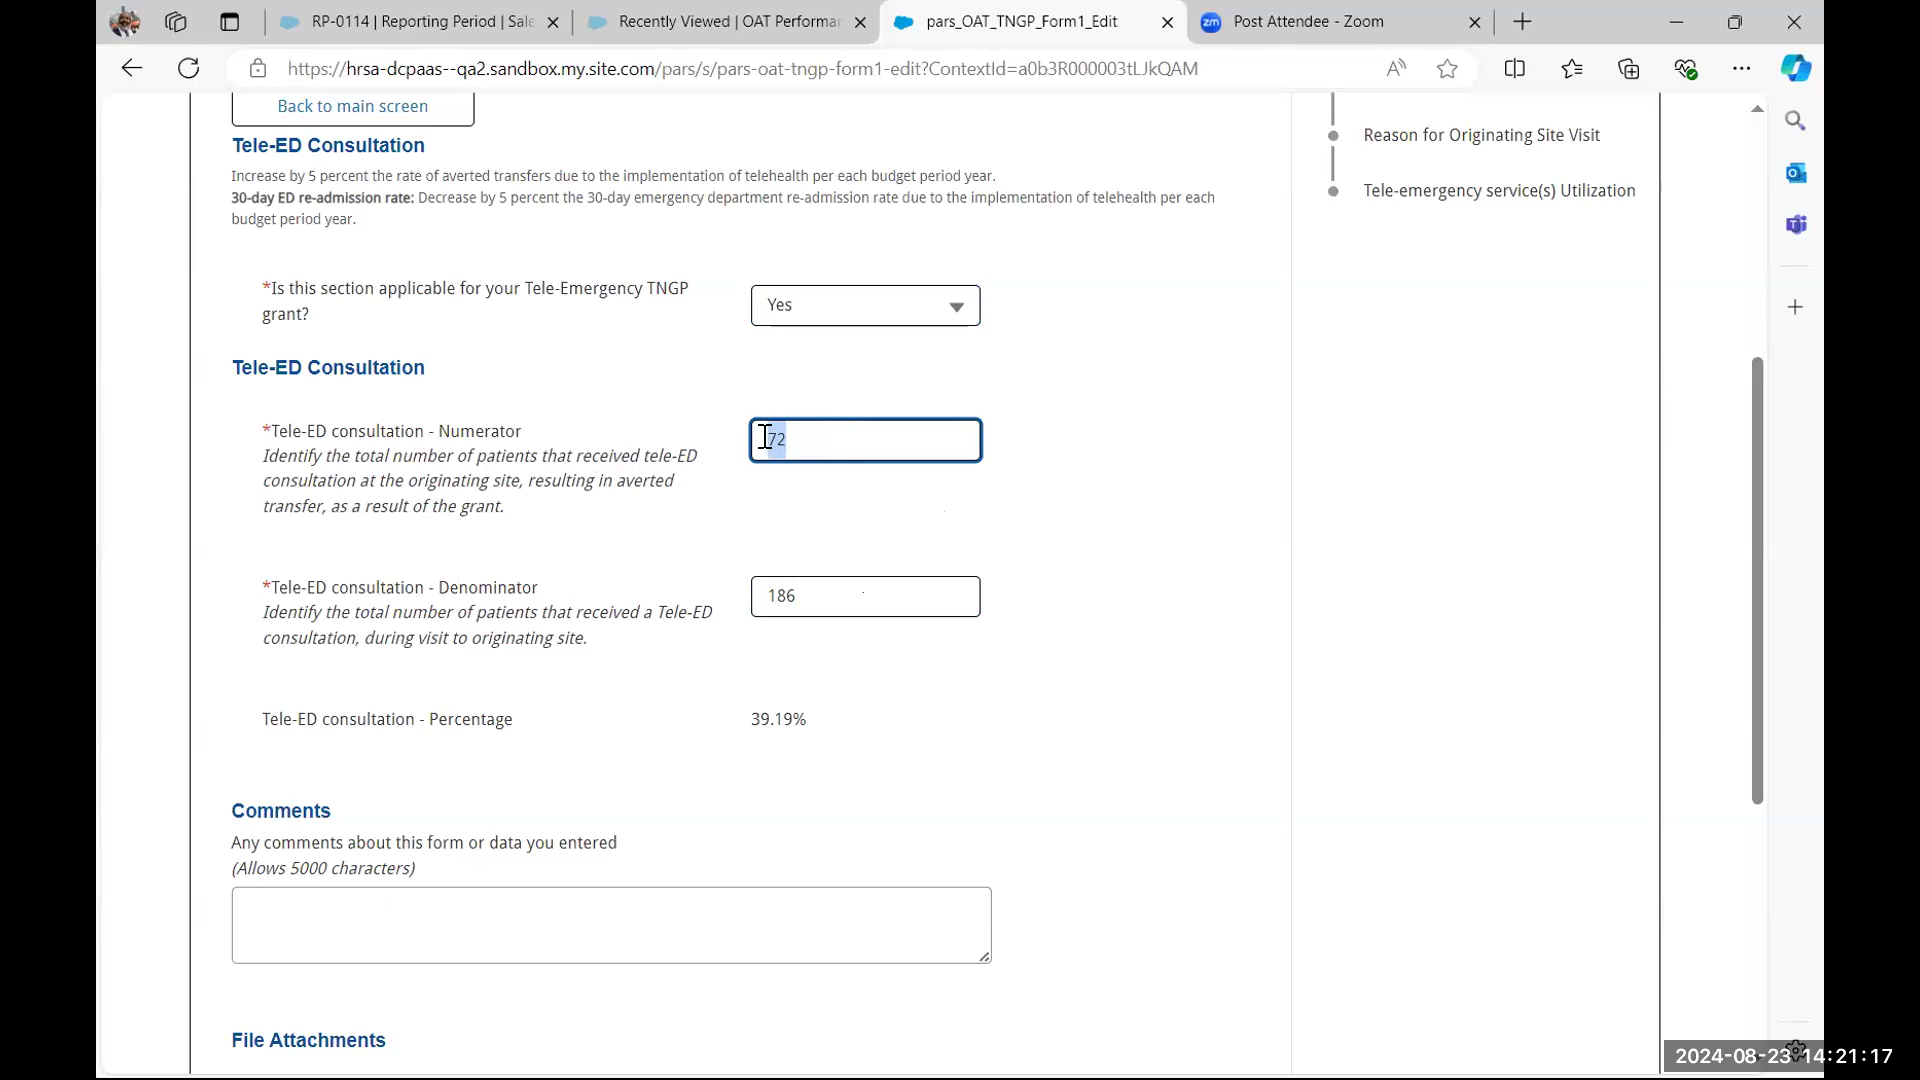 RP-0114 | Reporting Period | Sale
Recently Viewed | OAT Performar
pars_OAT_TNGP_Form1_Edit
zm
Post Attendee - Zoom
https://hrsa-dcpaas--qa2.sandbox.my.site.com/pars/s/pars-oat-tngp-form1-edit?ContextId=a0b3R000003tLJkQAM
Back to main screen
Tele-ED Consultation
Increase by 5 percent the rate of averted transfers due to the implementation of telehealth per each budget period year.
30-day ED re-admission rate: Decrease by 5 percent the 30-day emergency department re-admission rate due to the implementation of telehealth per each
budget period year.
Reason for Originating Site Visit
Tele-emergency service(s) Utilization
*Is this section applicable for your Tele-Emergency TNGP
grant?
Yes
Tele-ED Consultation
*Tele-ED consultation - Numerator
Identify the total number of patients that received tele-ED
consultation at the originating site, resulting in averted
transfer, as a result of the grant.
72
*Tele-ED consultation - Denominator
Identify the total number of patients that received a Tele-ED
consultation, during visit to originating site.
186
Tele-ED consultation - Percentage
39.19%
Comments
Any comments about this form or data you entered
(Allows 5000 characters)
File Attachments
2024-08-23 14:21:17